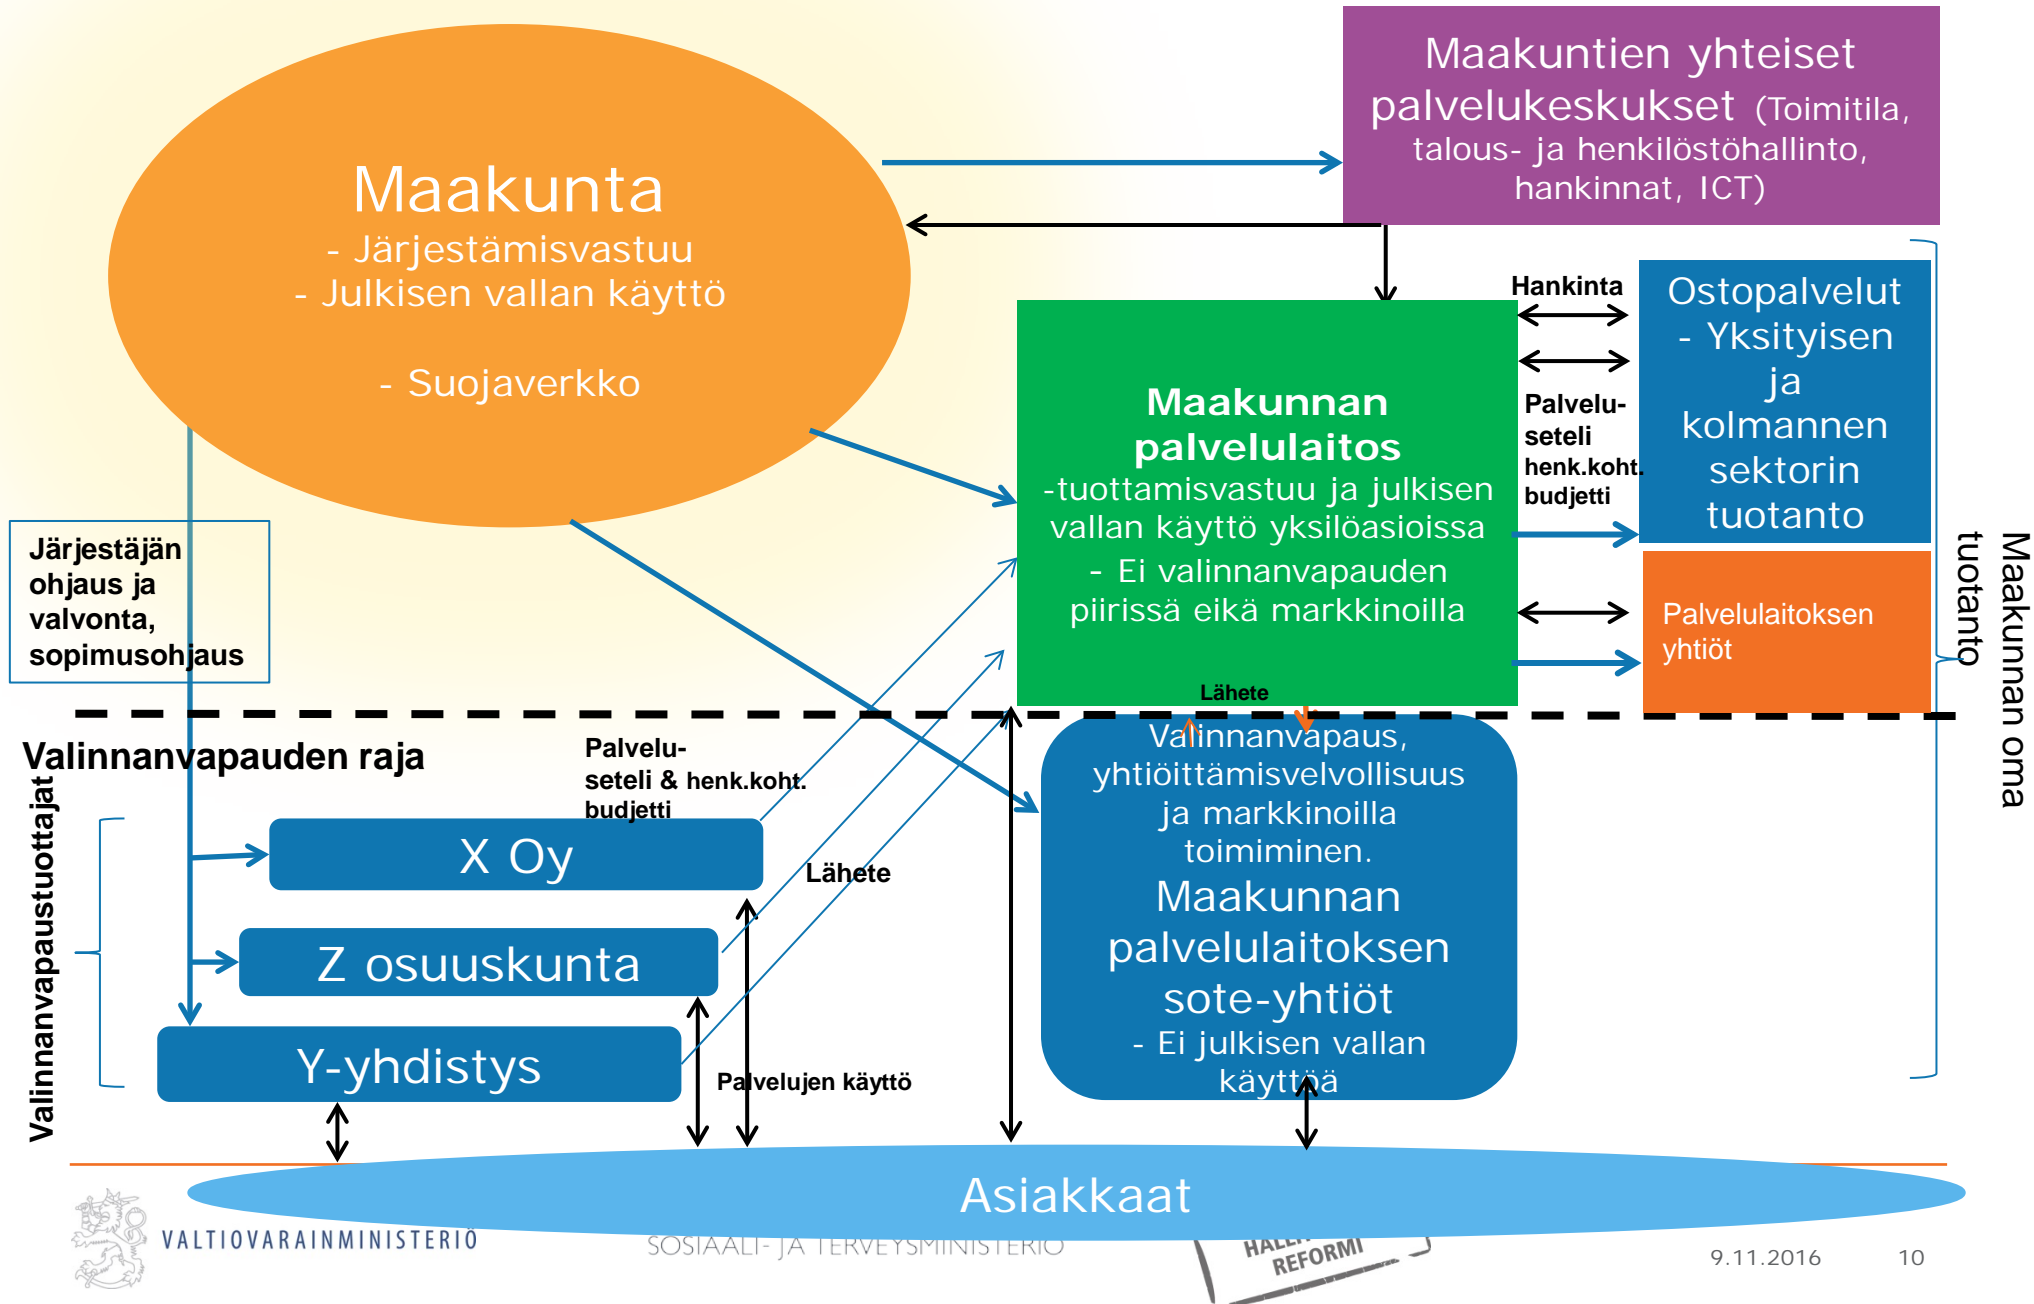 Maakunta
- Järjestämisvastuu
- Julkisen vallan käyttö
- Suojaverkko
Maakuntien yhteiset
palvelukeskukset (Toimitila,
talous- ja henkilöstöhallinto,
hankinnat, ICT)
Hankinta
Palvelu-
seteli
henk.koht.
budjetti
Ostopalvelut
- Yksityisen
ja
kolmannen
sektorin
tuotanto
Maakunnan
palvelulaitos
-tuottamisvastuu ja julkisen
vallan käyttö yksilöasioissa
- Ei valinnanvapauden
piirissä eikä markkinoilla
Palvelulaitoksen
yhtiöt
Maakunnan oma
tuotanto
Järjestäjän
ohjaus ja
valvonta,
sopimusohjaus
Lähete
Valinnanvapauden raja
Palvelu-
seteli & henk.koht.
budjetti
Valinnanvapaustuottajat
X Oy
Z osuuskunta
Y-yhdistys
Lähete
Palvelujen käyttö
Valinnanvapaus,
yhtiöittämisvelvollisuus
ja markkinoilla
toimiminen.
Maakunnan
palvelulaitoksen
sote-yhtiöt
- Ei julkisen vallan
käyttöä
Asiakkaat
VALTIOVARAINMINISTERIÖ
SOSIAALI- JA TERVEYSMINISTERIÖ
REFORMI
9.11.2016
10